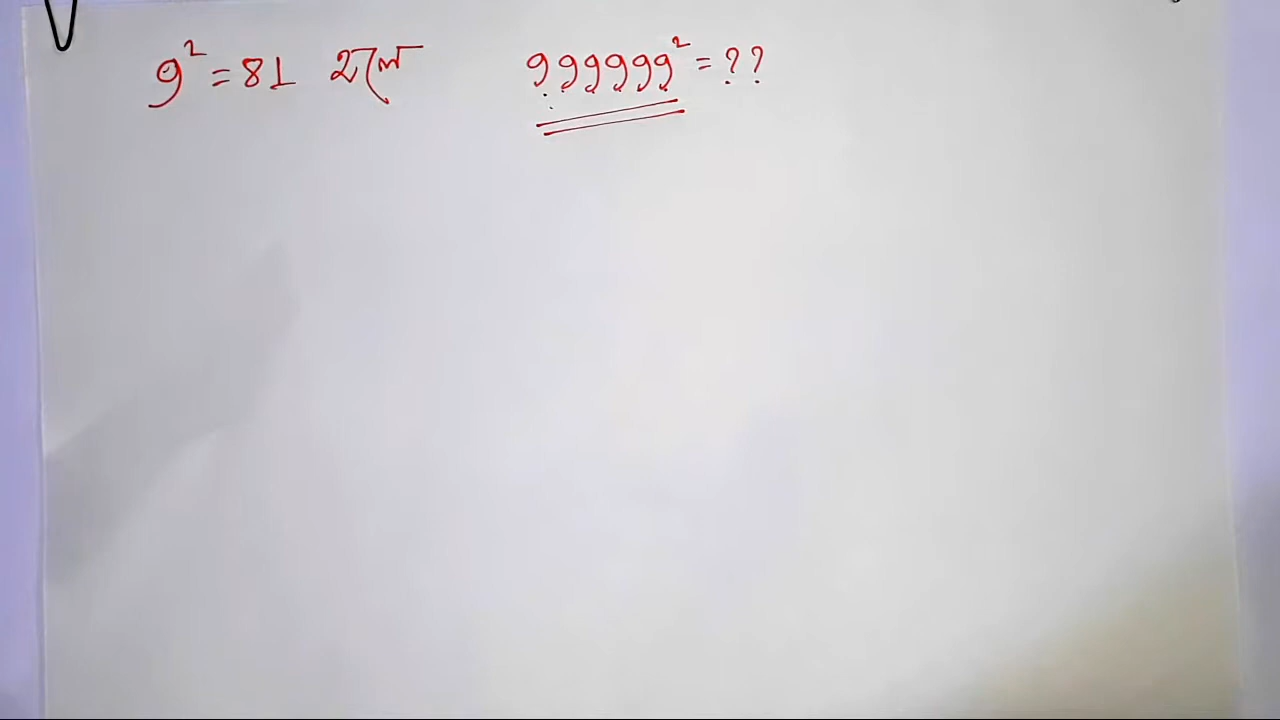 9² = 81 হলে 999999² = ??